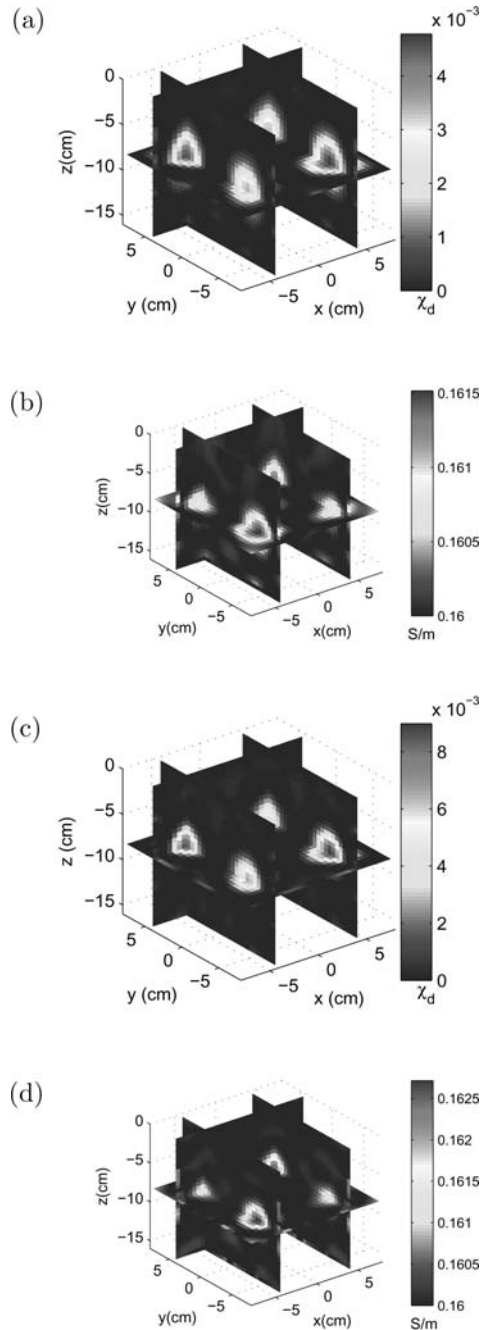 (a)
x 10⁻³
4
3
2
1
0
χd
0
−5
−10
−15
z(cm)
5
0
−5
y (cm)
−5
0
5
x (cm)
(b)
0.1615
0.161
0.1605
0.16
S/m
0
−5
−10
−15
z(cm)
5
0
−5
y(cm)
−5
0
5
x(cm)
(c)
x 10⁻³
8
6
4
2
0
χd
0
−5
−10
−15
z (cm)
5
0
−5
y (cm)
−5
0
5
x (cm)
(d)
0.1625
0.162
0.1615
0.161
0.1605
0.16
S/m
0
−5
−10
−15
z(cm)
5
0
−5
y(cm)
−5
0
5
x(cm)